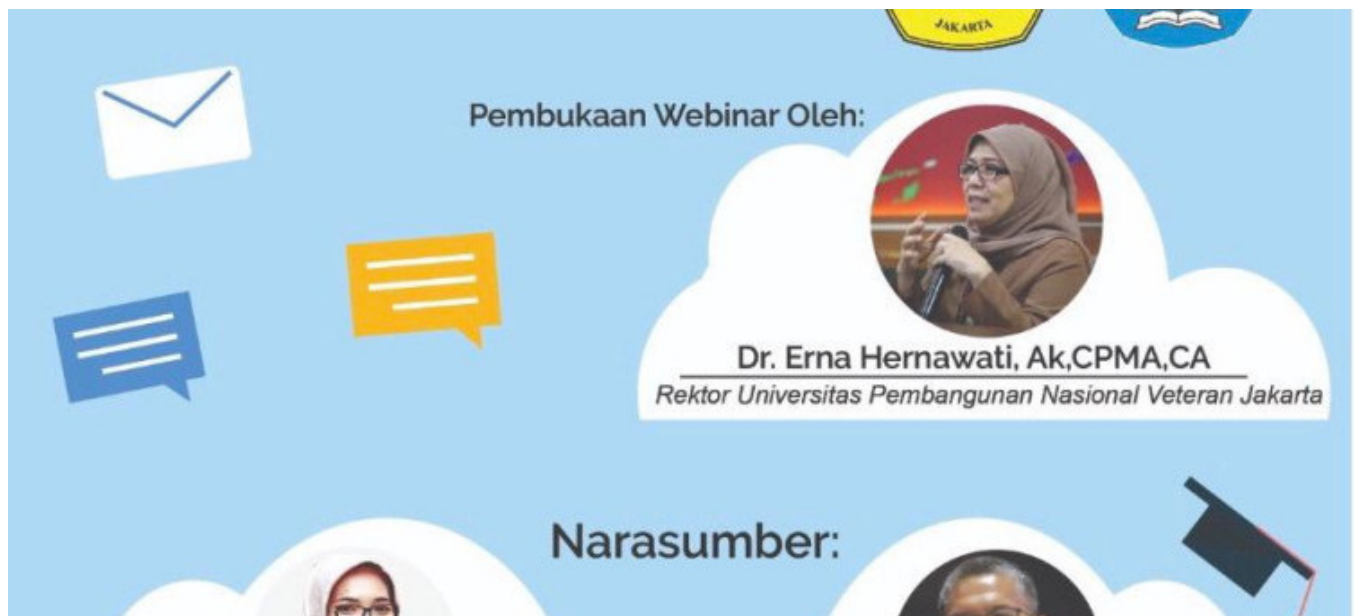 JAKARTA
Pembukaan Webinar Oleh:
Dr. Erna Hernawati, Ak,CPMA,CA
Rektor Universitas Pembangunan Nasional Veteran Jakarta
Narasumber: